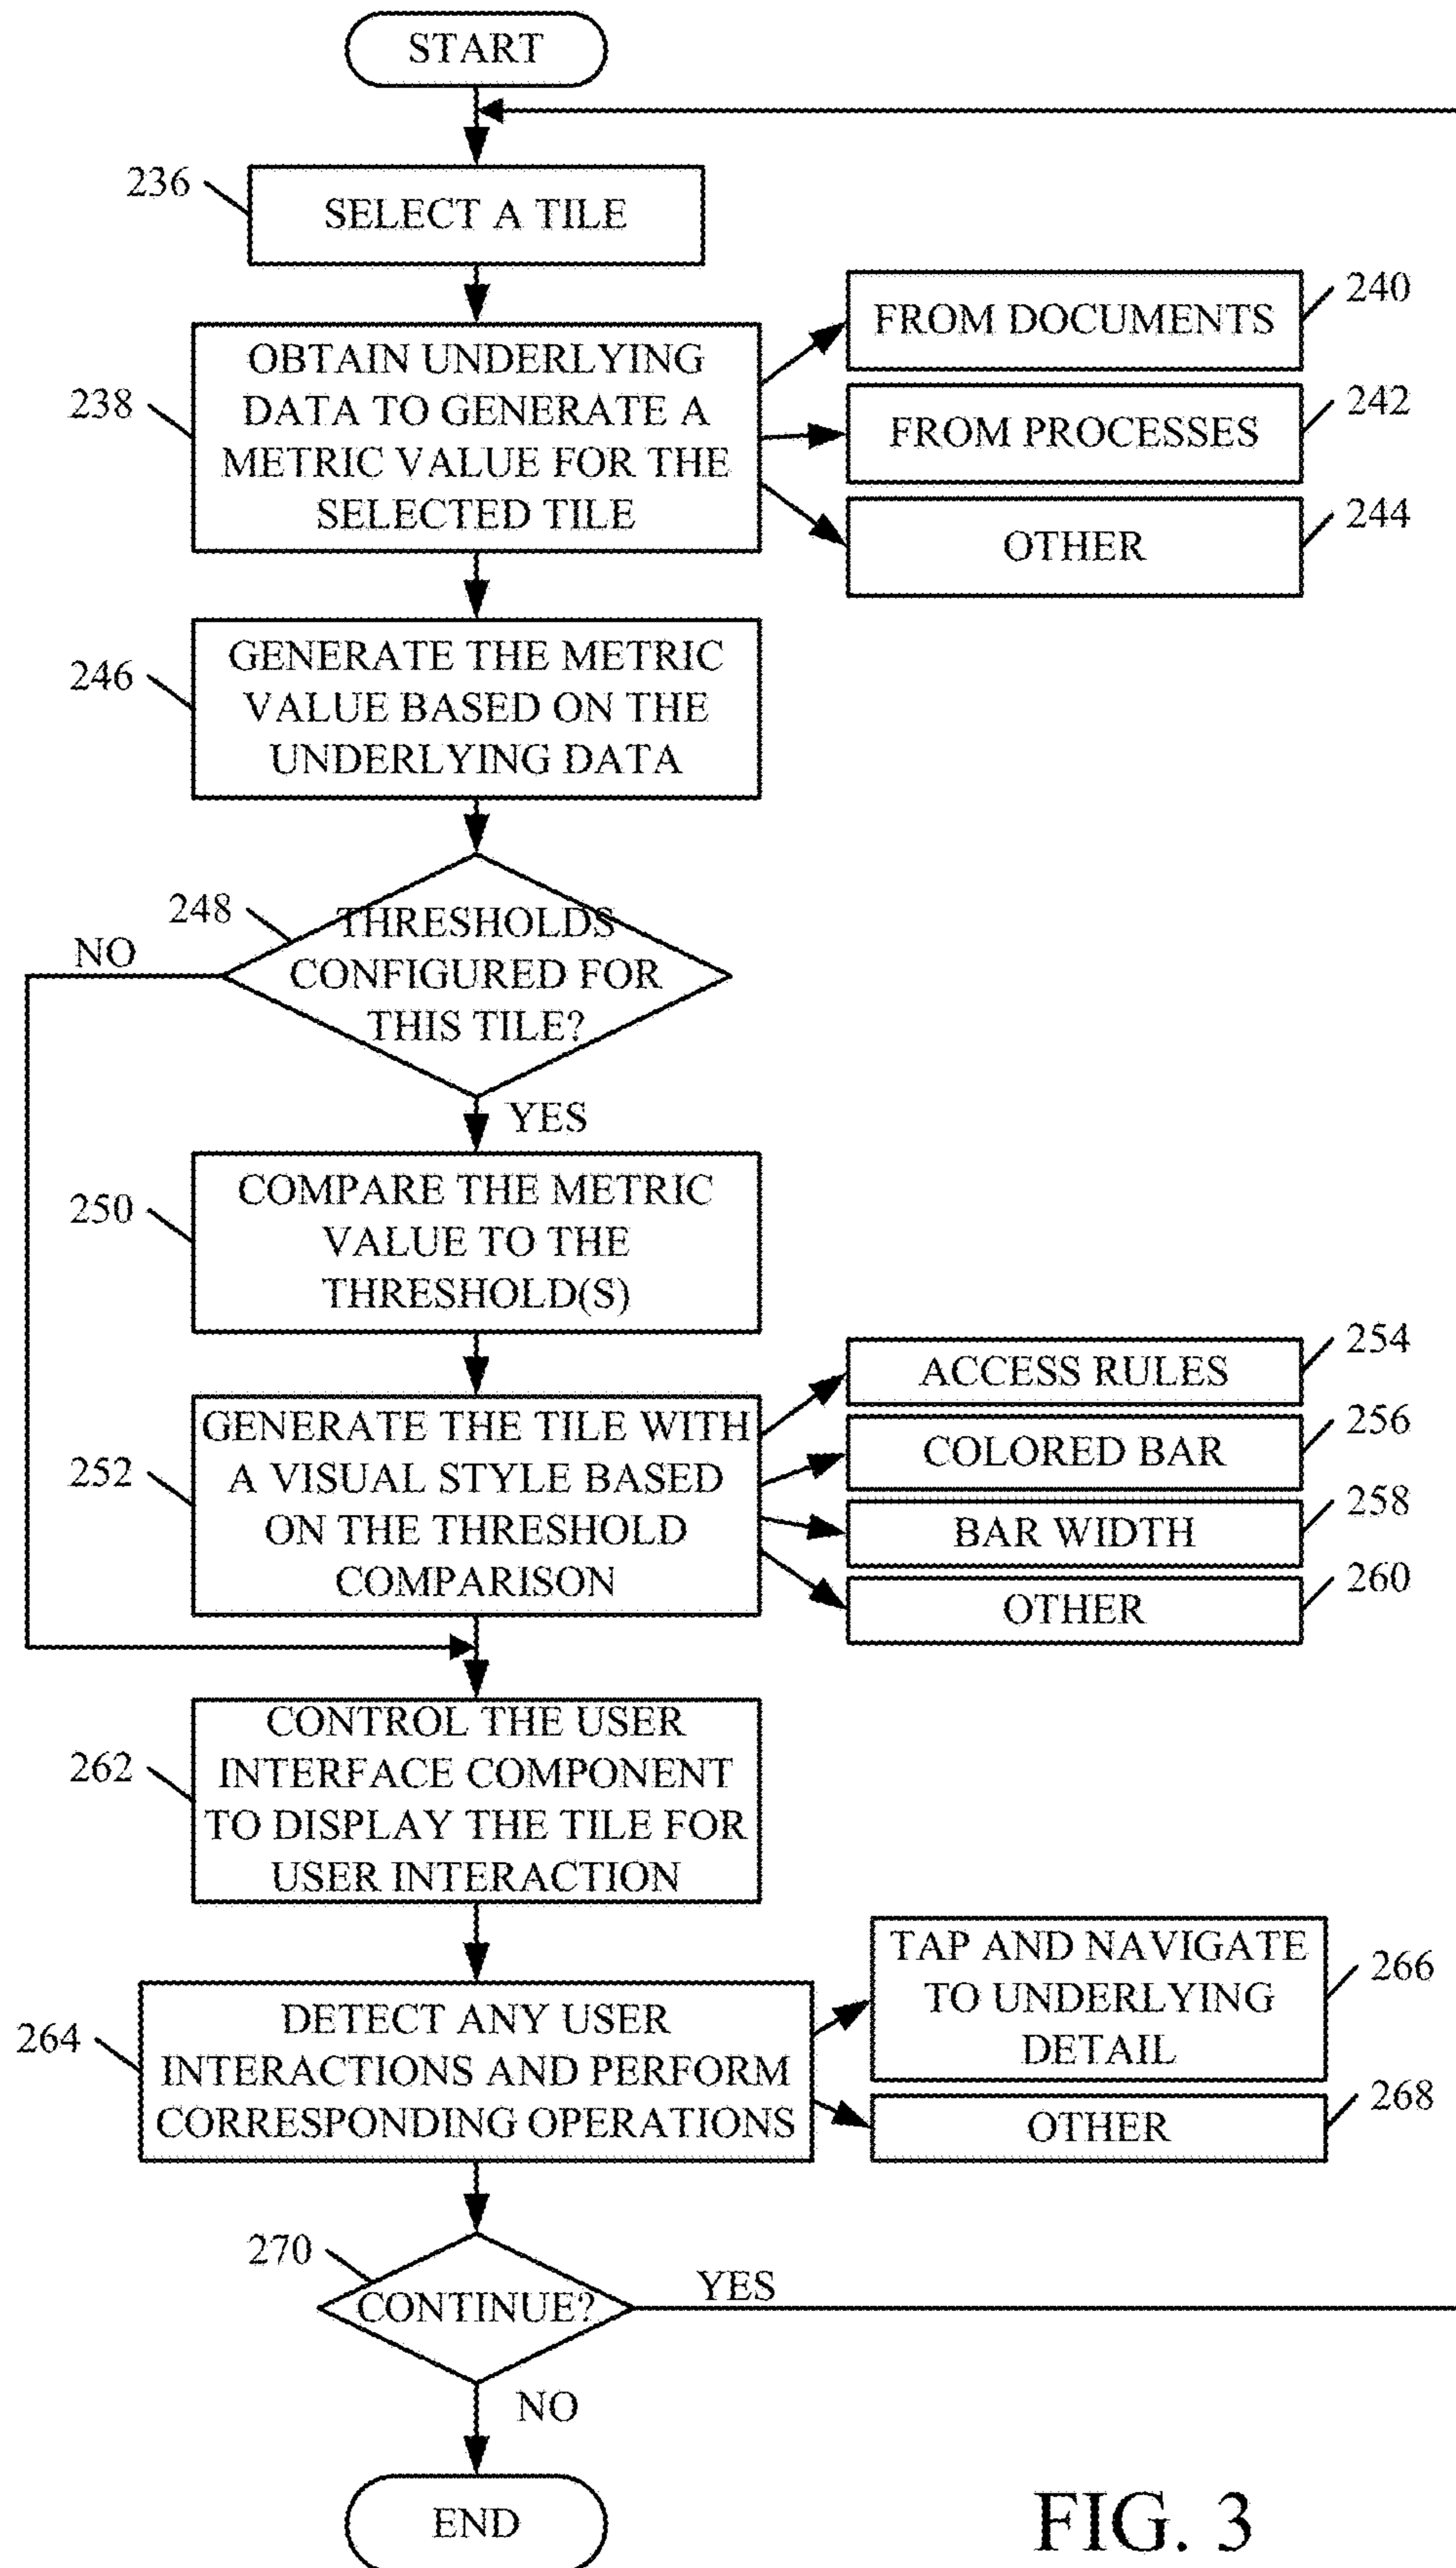 START
236
SELECT A TILE
238
OBTAIN UNDERLYING
DATA TO GENERATE A
METRIC VALUE FOR THE
SELECTED TILE
FROM DOCUMENTS
240
FROM PROCESSES
242
OTHER
244
246
GENERATE THE METRIC
VALUE BASED ON THE
UNDERLYING DATA
248
THRESHOLDS
CONFIGURED FOR
THIS TILE?
NO
YES
250
COMPARE THE METRIC
VALUE TO THE
THRESHOLD(S)
252
GENERATE THE TILE WITH
A VISUAL STYLE BASED
ON THE THRESHOLD
COMPARISON
ACCESS RULES
254
COLORED BAR
256
BAR WIDTH
258
OTHER
260
262
CONTROL THE USER
INTERFACE COMPONENT
TO DISPLAY THE TILE FOR
USER INTERACTION
264
DETECT ANY USER
INTERACTIONS AND PERFORM
CORRESPONDING OPERATIONS
TAP AND NAVIGATE
TO UNDERLYING
DETAIL
266
OTHER
268
270
CONTINUE?
YES
NO
END
FIG. 3